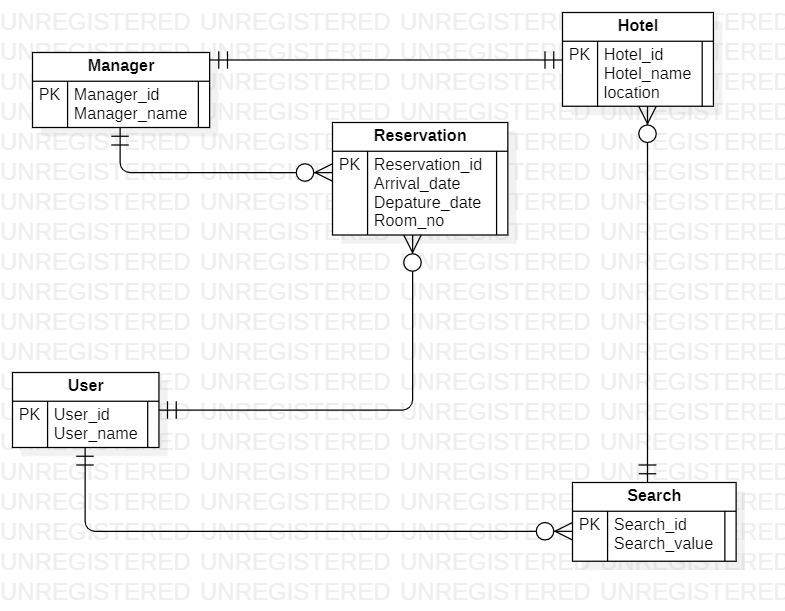 Hotel
PK Hotel_id
Hotel_name
location
Manager
PK Manager_id
Manager_name
Reservation
PK Reservation_id
Arrival_date
Depature_date
Room_no
User
PK User_id
User_name
Search
PK Search_id
Search_value
UNREGISTERED UNREGISTERED UNREGISTERED UNREGISTERED